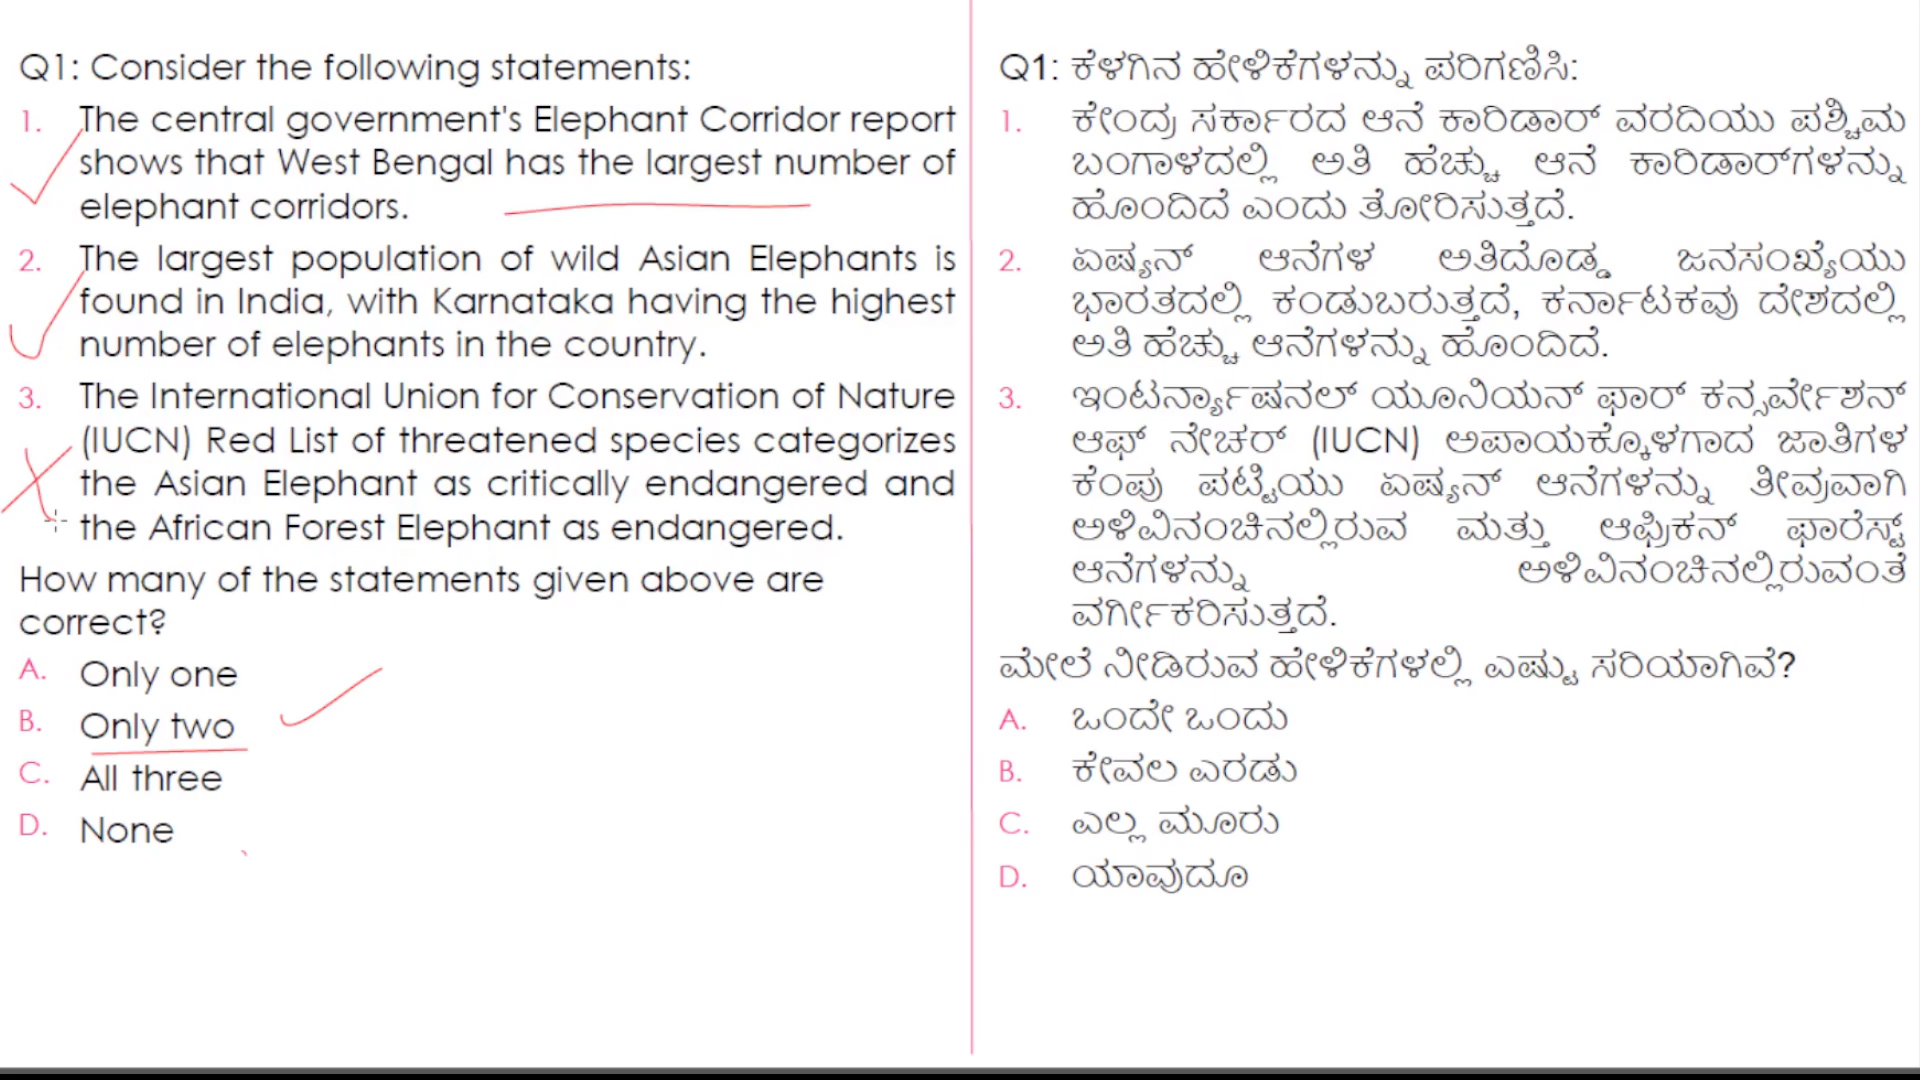 Q1: Consider the following statements:
1. The central government's Elephant Corridor report
shows that West Bengal has the largest number of
elephant corridors.
2. The largest population of wild Asian Elephants is
found in India, with Karnataka having the highest
number of elephants in the country.
3. The International Union for Conservation of Nature
(IUCN) Red List of threatened species categorizes
the Asian Elephant as critically endangered and
the African Forest Elephant as endangered.
How many of the statements given above are
correct?
A. Only one
B. Only two
C. All three
D. None
Q1: ಕೆಳಗಿನ ಹೇಳಿಕೆಗಳನ್ನು ಪರಿಗಣಿಸಿ:
1. ಕೇಂದ್ರ ಸರ್ಕಾರದ ಆನೆ ಕಾರಿಡಾರ್ ವರದಿಯು ಪಶ್ಚಿಮ
ಬಂಗಾಳದಲ್ಲಿ ಅತಿ ಹೆಚ್ಚು ಆನೆ ಕಾರಿಡಾರ್‌ಗಳನ್ನು
ಹೊಂದಿದೆ ಎಂದು ತೋರಿಸುತ್ತದೆ.
2. ಏಷ್ಯನ್ ಆನೆಗಳ ಅತಿದೊಡ್ಡ ಜನಸಂಖ್ಯೆಯು
ಭಾರತದಲ್ಲಿ ಕಂಡುಬರುತ್ತದೆ, ಕರ್ನಾಟಕವು ದೇಶದಲ್ಲಿ
ಅತಿ ಹೆಚ್ಚು ಆನೆಗಳನ್ನು ಹೊಂದಿದೆ.
3. ಇಂಟರ್ನ್ಯಾಷನಲ್ ಯೂನಿಯನ್ ಫಾರ್ ಕನ್ಸರ್ವೇಶನ್
ಆಫ್ ನೇಚರ್ (IUCN) ಅಪಾಯಕ್ಕೊಳಗಾದ ಜಾತಿಗಳ
ಕೆಂಪು ಪಟ್ಟಿಯು ಏಷ್ಯನ್ ಆನೆಗಳನ್ನು ತೀವ್ರವಾಗಿ
ಅಳಿವಿನಂಚಿನಲ್ಲಿರುವ ಮತ್ತು ಆಫ್ರಿಕನ್ ಫಾರೆಸ್ಟ್
ಆನೆಗಳನ್ನು ಅಳಿವಿನಂಚಿನಲ್ಲಿರುವಂತೆ
ವರ್ಗೀಕರಿಸುತ್ತದೆ.
ಮೇಲೆ ನೀಡಿರುವ ಹೇಳಿಕೆಗಳಲ್ಲಿ ಎಷ್ಟು ಸರಿಯಾಗಿವೆ?
A. ಒಂದೇ ಒಂದು
B. ಕೇವಲ ಎರಡು
C. ಎಲ್ಲ ಮೂರು
D. ಯಾವುದೂ